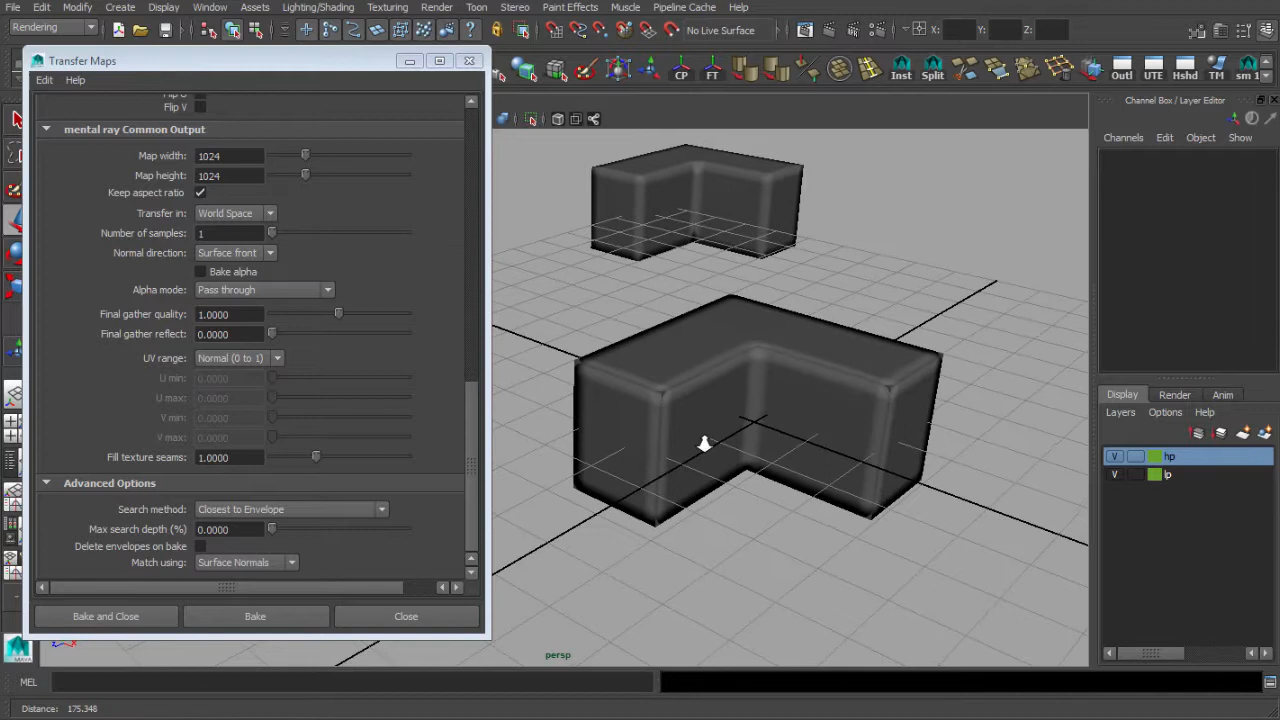 File Edit Modify Create Display Window Assets Lighting/Shading Texturing Render Toon Stereo Paint Effects Muscle Pipeline Cache Help
Rendering
No Live Surface
X:
Y:
Z:
CP FT Inst Split Outl UTE Hshd TM sm 1
Transfer Maps
Edit Help
Flip V
mental ray Common Output
Map width: 1024
Map height: 1024
Keep aspect ratio
Transfer in: World Space
Number of samples: 1
Normal direction: Surface front
Bake alpha
Alpha mode: Pass through
Final gather quality: 1.0000
Final gather reflect: 0.0000
UV range: Normal (0 to 1)
U min: 0.0000
U max: 0.0000
V min: 0.0000
V max: 0.0000
Fill texture seams: 1.0000
Advanced Options
Search method: Closest to Envelope
Max search depth (%) 0.0000
Delete envelopes on bake
Match using: Surface Normals
Bake and Close Bake Close
persp
Channel Box / Layer Editor
Channels Edit Object Show
Display Render Anim
Layers Options Help
V hp
V lp
MEL
Distance: 175.348